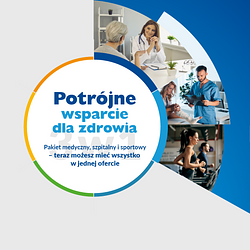 Potrójne
wsparcie
dla zdrowia
Pakiet medyczny, szpitalny i sportowy
– teraz możesz mieć wszystko
w jednej ofercie